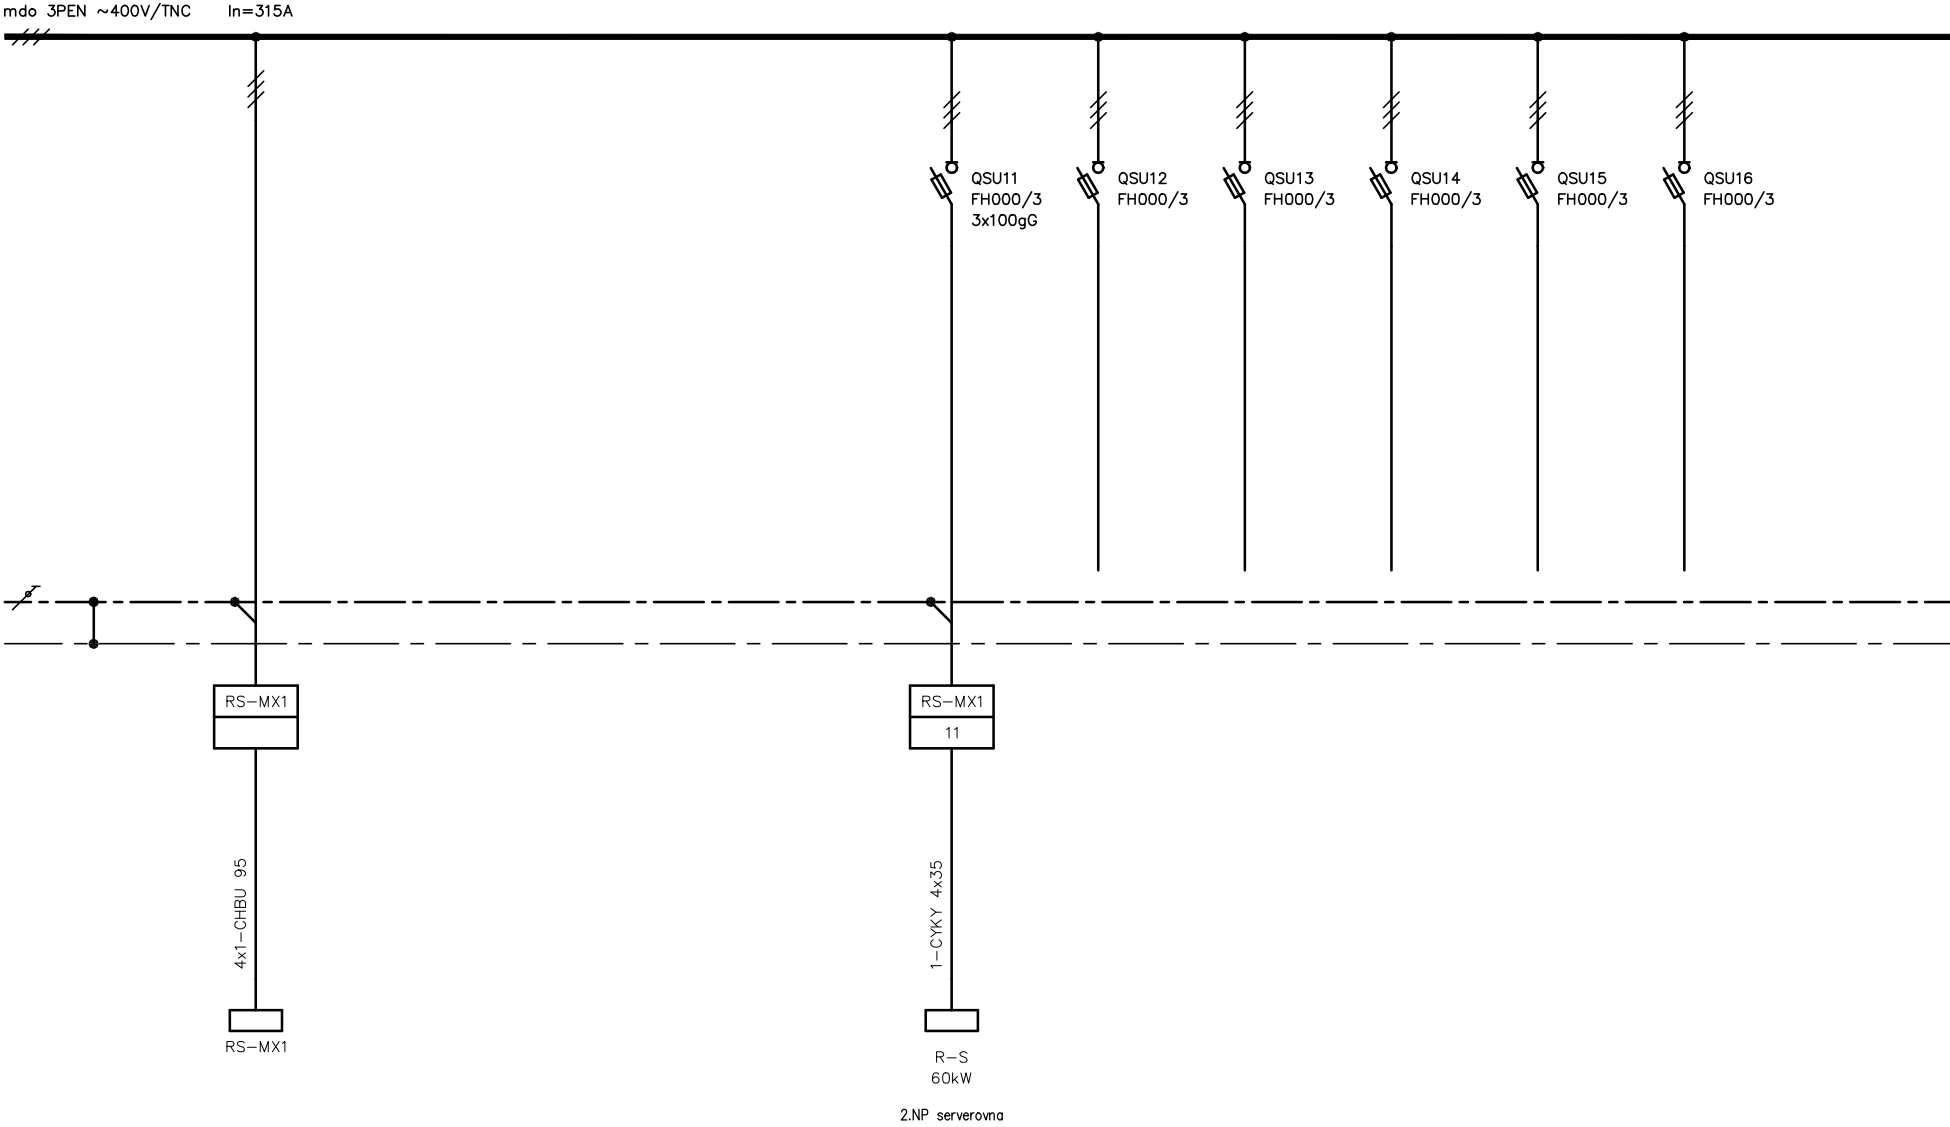 mdo 3PEN ~400V/TNC In=315A
QSU11
FH000/3
3x100gG
QSU12
FH000/3
QSU13
FH000/3
QSU14
FH000/3
QSU15
FH000/3
QSU16
FH000/3
RS-MX1
RS-MX1
11
4x1-CHBU 95
1-CYKY 4x35
RS-MX1
R-S
60kW
2.NP serverovna